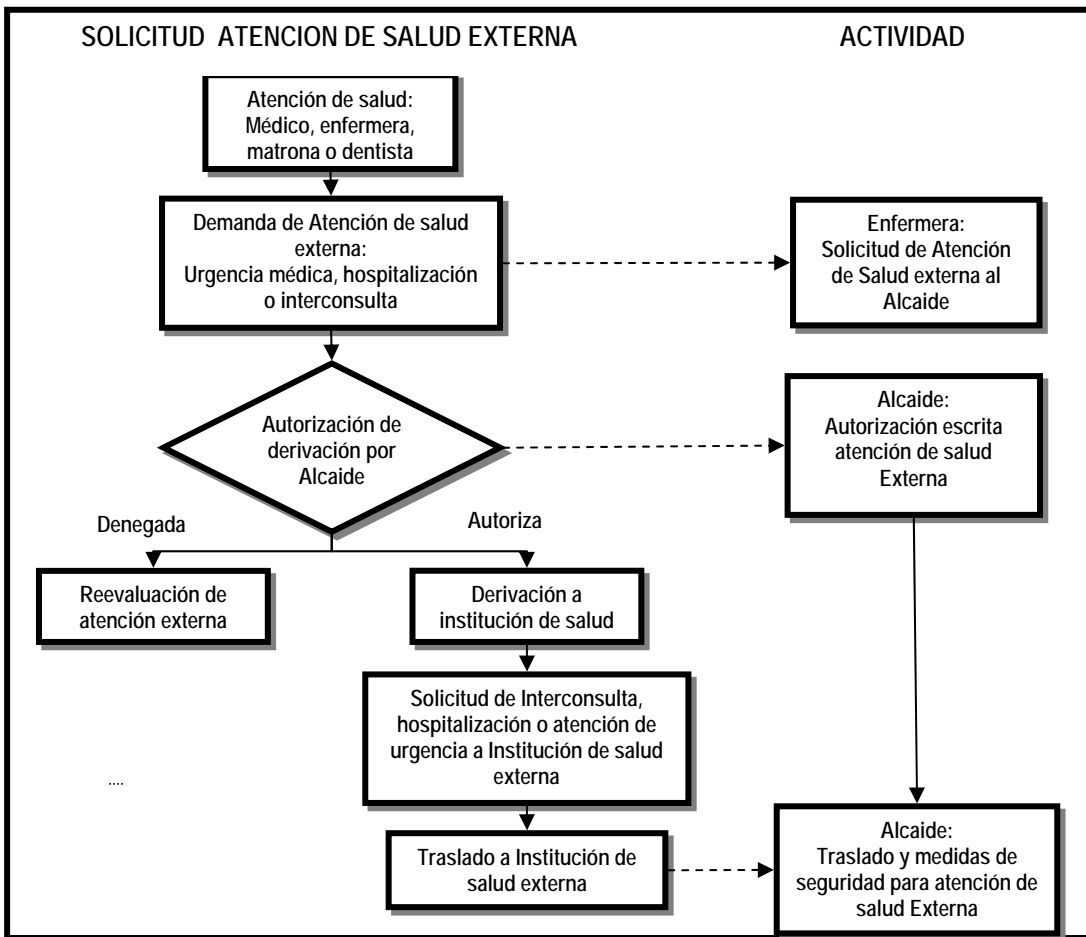 SOLICITUD ATENCION DE SALUD EXTERNA
ACTIVIDAD
Atención de salud:
Médico, enfermera,
matrona o dentista
Demanda de Atención de salud
externa:
Urgencia médica, hospitalización
o interconsulta
Enfermera:
Solicitud de Atención
de Salud externa al
Alcaide
Autorización de
derivación por
Alcaide
Alcaide:
Autorización escrita
atención de salud
Externa
Denegada
Autoriza
Reevaluación de
atención externa
Derivación a
institución de salud
Solicitud de Interconsulta,
hospitalización o atención de
urgencia a Institución de salud
externa
....
Traslado a Institución de
salud externa
Alcaide:
Traslado y medidas de
seguridad para atención de
salud Externa